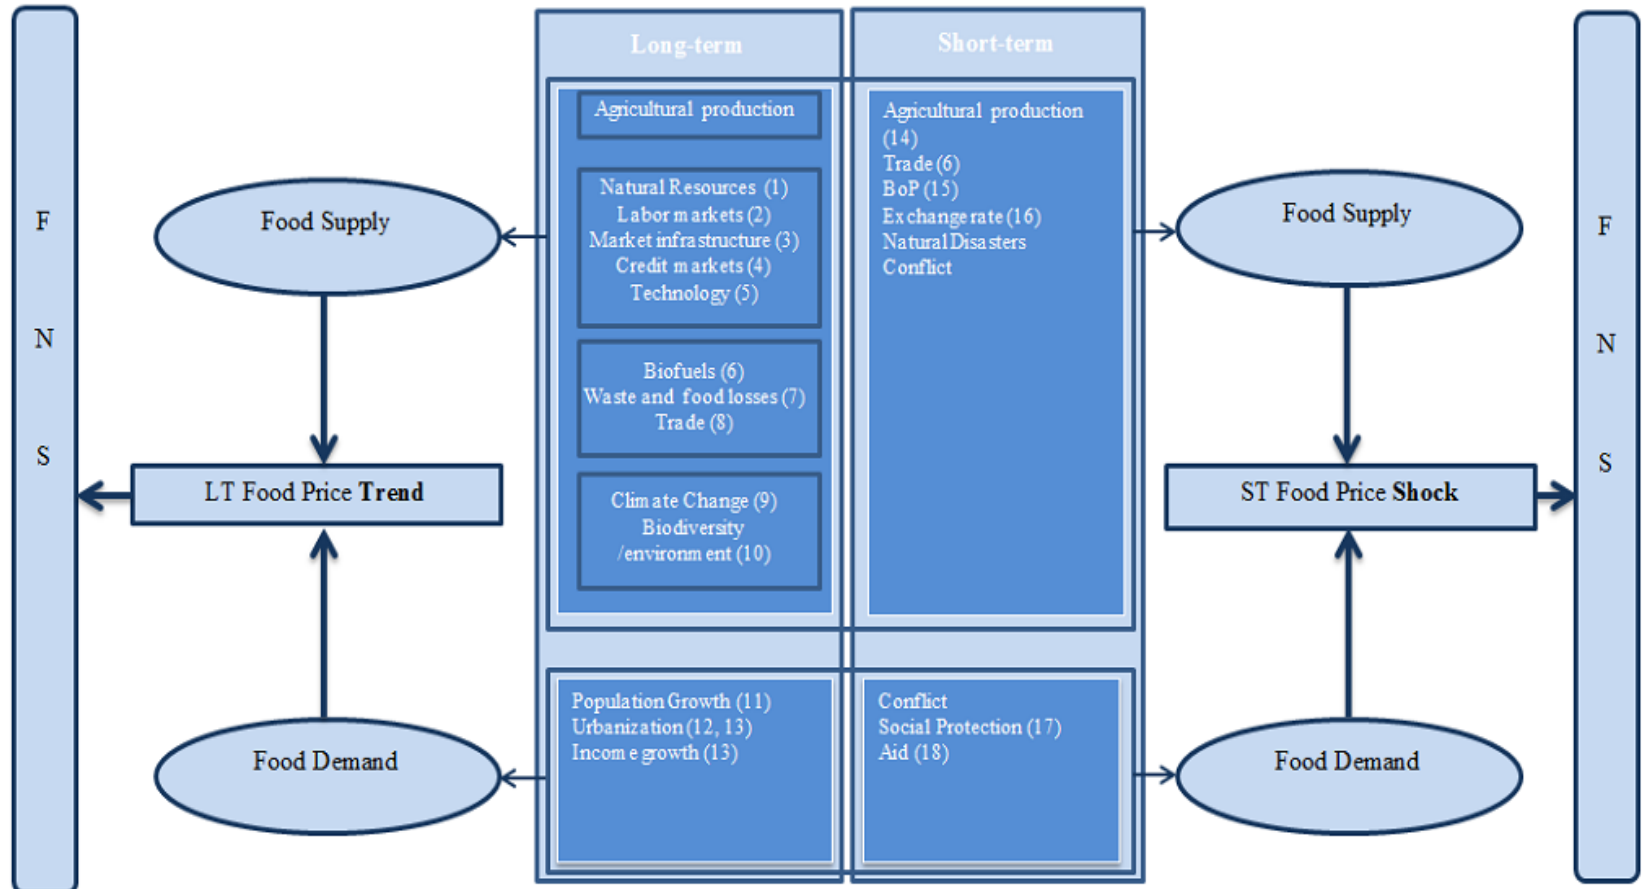 F
N
S
Food Supply
LT Food Price Trend
Food Demand
Long-term
Agricultural production
Natural Resources (1)
Labor markets (2)
Market infrastructure (3)
Credit markets (4)
Technology (5)
Biofuels (6)
Waste and food losses (7)
Trade (8)
Climate Change (9)
Biodiversity
/environment (10)
Population Growth (11)
Urbanization (12, 13)
Income growth (13)
Short-term
Agricultural production
(14)
Trade (6)
BoP (15)
Exchange rate (16)
Natural Disasters
Conflict
Conflict
Social Protection (17)
Aid (18)
Food Supply
ST Food Price Shock
Food Demand
F
N
S